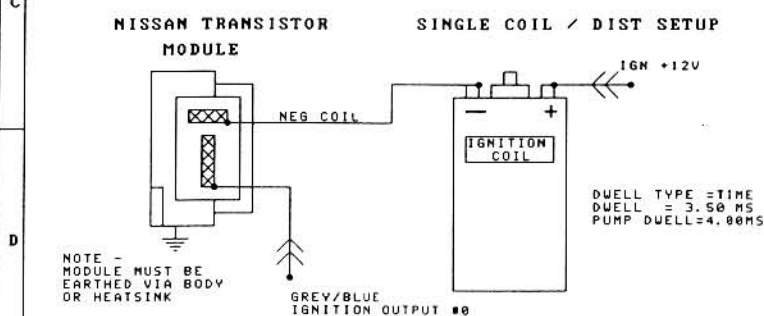 C
NISSAN TRANSISTOR
MODULE
SINGLE COIL / DIST SETUP
IGN +12V
NEG COIL
— +
IGNITION
COIL
DWELL TYPE =TIME
DWELL = 3.50 MS
PUMP DWELL=4.00MS
D
NOTE -
MODULE MUST BE
EARTHED VIA BODY
OR HEATSINK
GREY/BLUE
IGNITION OUTPUT #0